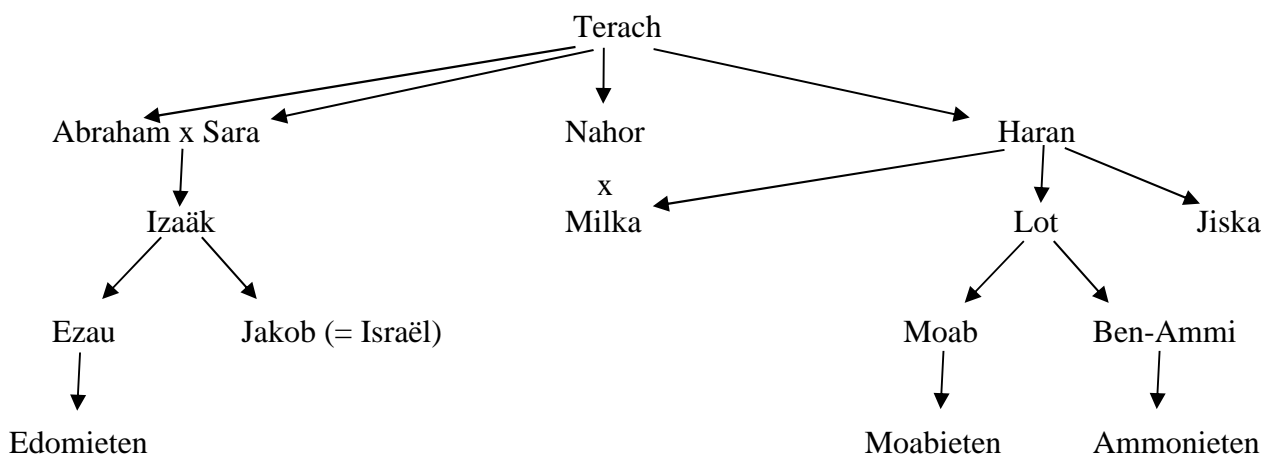 Terach
Abraham x Sara Nahor Haran
x
Izaäk Milka Lot Jiska
Ezau Jakob (= Israël) Moab Ben-Ammi
Edomieten Moabieten Ammonieten